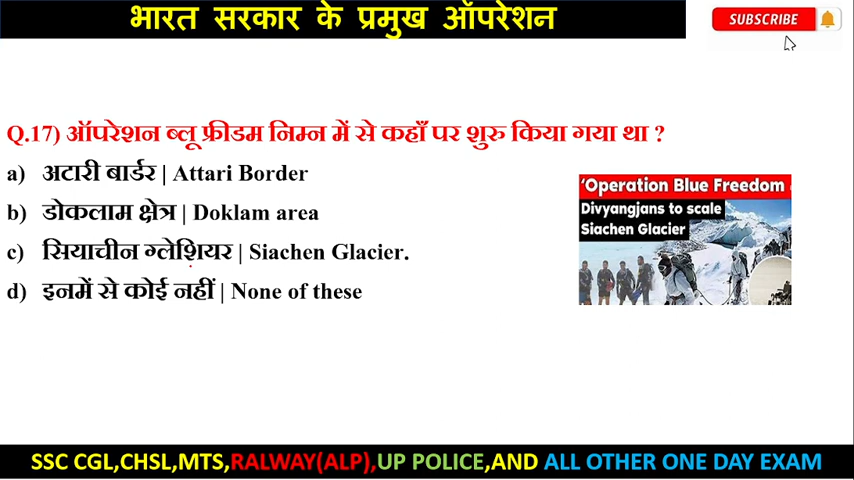 भारत सरकार के प्रमुख ऑपरेशन
SUBSCRIBE
Q.17) ऑपरेशन ब्लू फ्रीडम निम्न में से कहाँ पर शुरु किया गया था ?
a) अटारी बार्डर | Attari Border
b) डोकलाम क्षेत्र | Doklam area
c) सियाचीन ग्लेशियर | Siachen Glacier.
d) इनमें से कोई नहीं | None of these
'Operation Blue Freedom
Divyangjans to scale
Siachen Glacier
SSC CGL,CHSL,MTS,RALWAY(ALP),UP POLICE,AND ALL OTHER ONE DAY EXAM